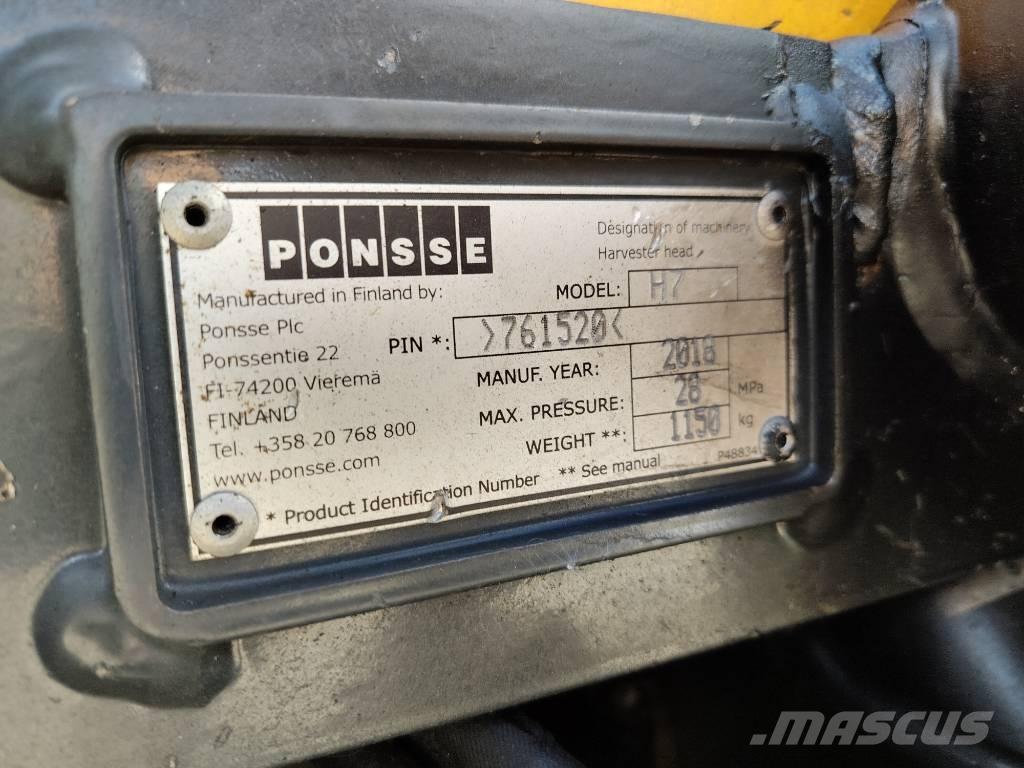 PONSSE
Designation of machinery
Harvester head
Manufactured in Finland by:
MODEL: H7
Ponsse Plc
PIN *: >761520<
Ponssentie 22
MANUF. YEAR: 2018
FI-74200 Vieremä
MAX. PRESSURE: 28 MPa
FINLAND
WEIGHT **: 1150 kg
Tel. +358 20 768 800
www.ponsse.com
* Product Identification Number ** See manual
P48834
MASCUS